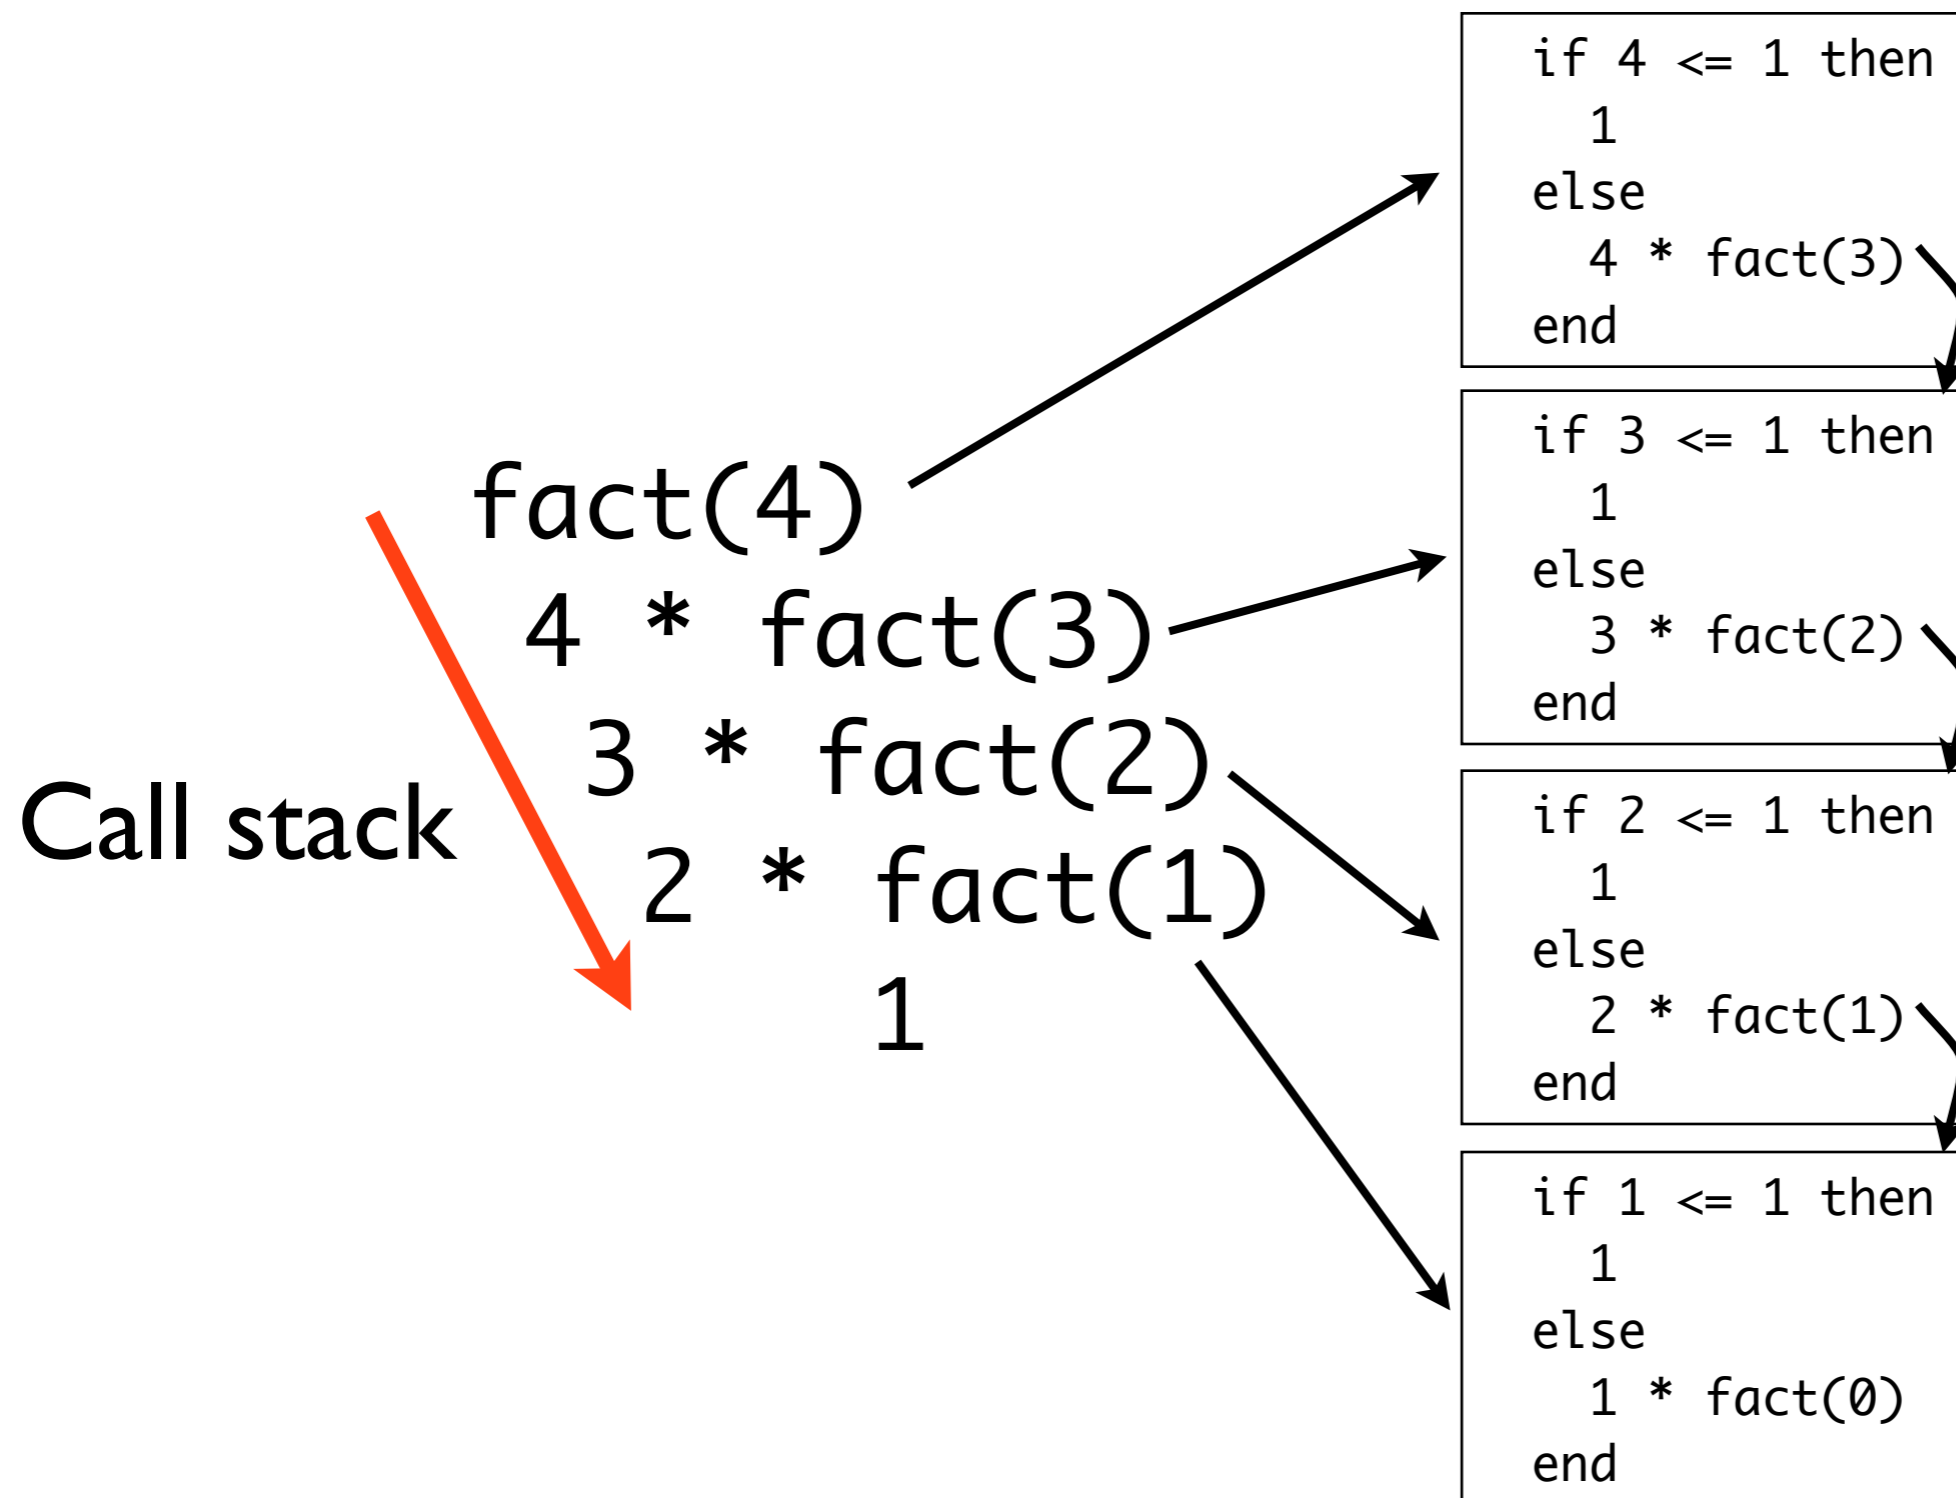 Call stack
fact(4)
4 * fact(3)
3 * fact(2)
2 * fact(1)
1
if 4 <= 1 then
1
else
4 * fact(3)
end
if 3 <= 1 then
1
else
3 * fact(2)
end
if 2 <= 1 then
1
else
2 * fact(1)
end
if 1 <= 1 then
1
else
1 * fact(0)
end